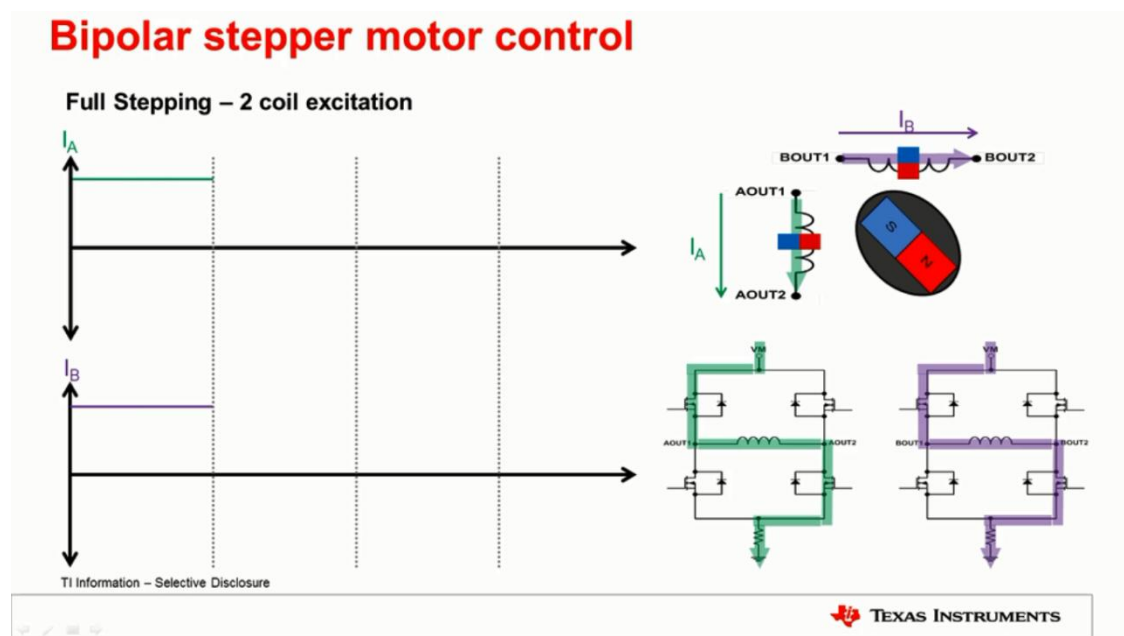 Bipolar stepper motor control
Full Stepping – 2 coil excitation
IA
IB
IB
BOUT1
BOUT2
AOUT1
IA
AOUT2
S
N
VM
AOUT1
AOUT2
VM
BOUT1
BOUT2
TI Information – Selective Disclosure
TEXAS INSTRUMENTS